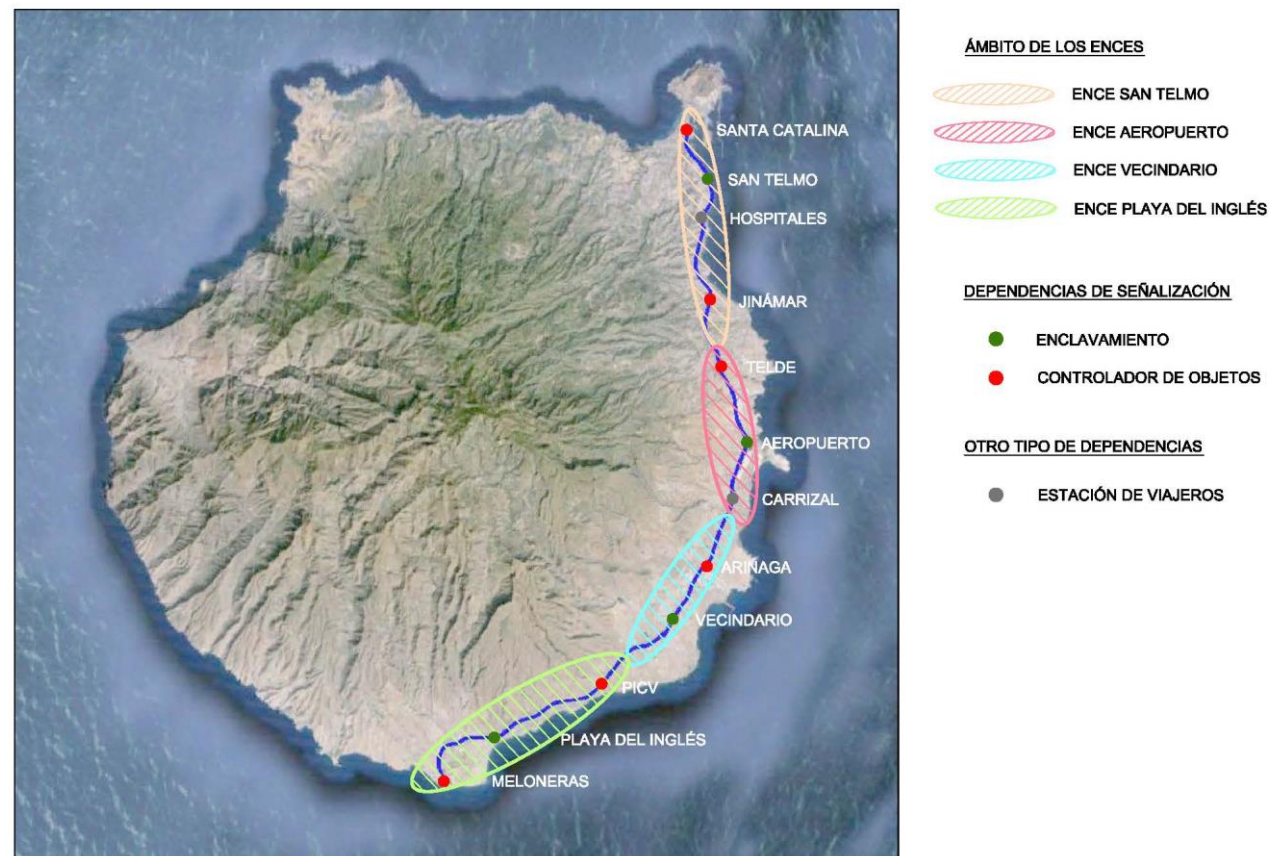 SANTA CATALINA
SAN TELMO
HOSPITALES
JINÁMAR
TELDE
AEROPUERTO
CARRIZAL
ARIÑAGA
VECINDARIO
PICV
PLAYA DEL INGLÉS
MELONERAS
ÁMBITO DE LOS ENCES
ENCE SAN TELMO
ENCE AEROPUERTO
ENCE VECINDARIO
ENCE PLAYA DEL INGLÉS
DEPENDENCIAS DE SEÑALIZACIÓN
ENCLAVAMIENTO
CONTROLADOR DE OBJETOS
OTRO TIPO DE DEPENDENCIAS
ESTACIÓN DE VIAJEROS